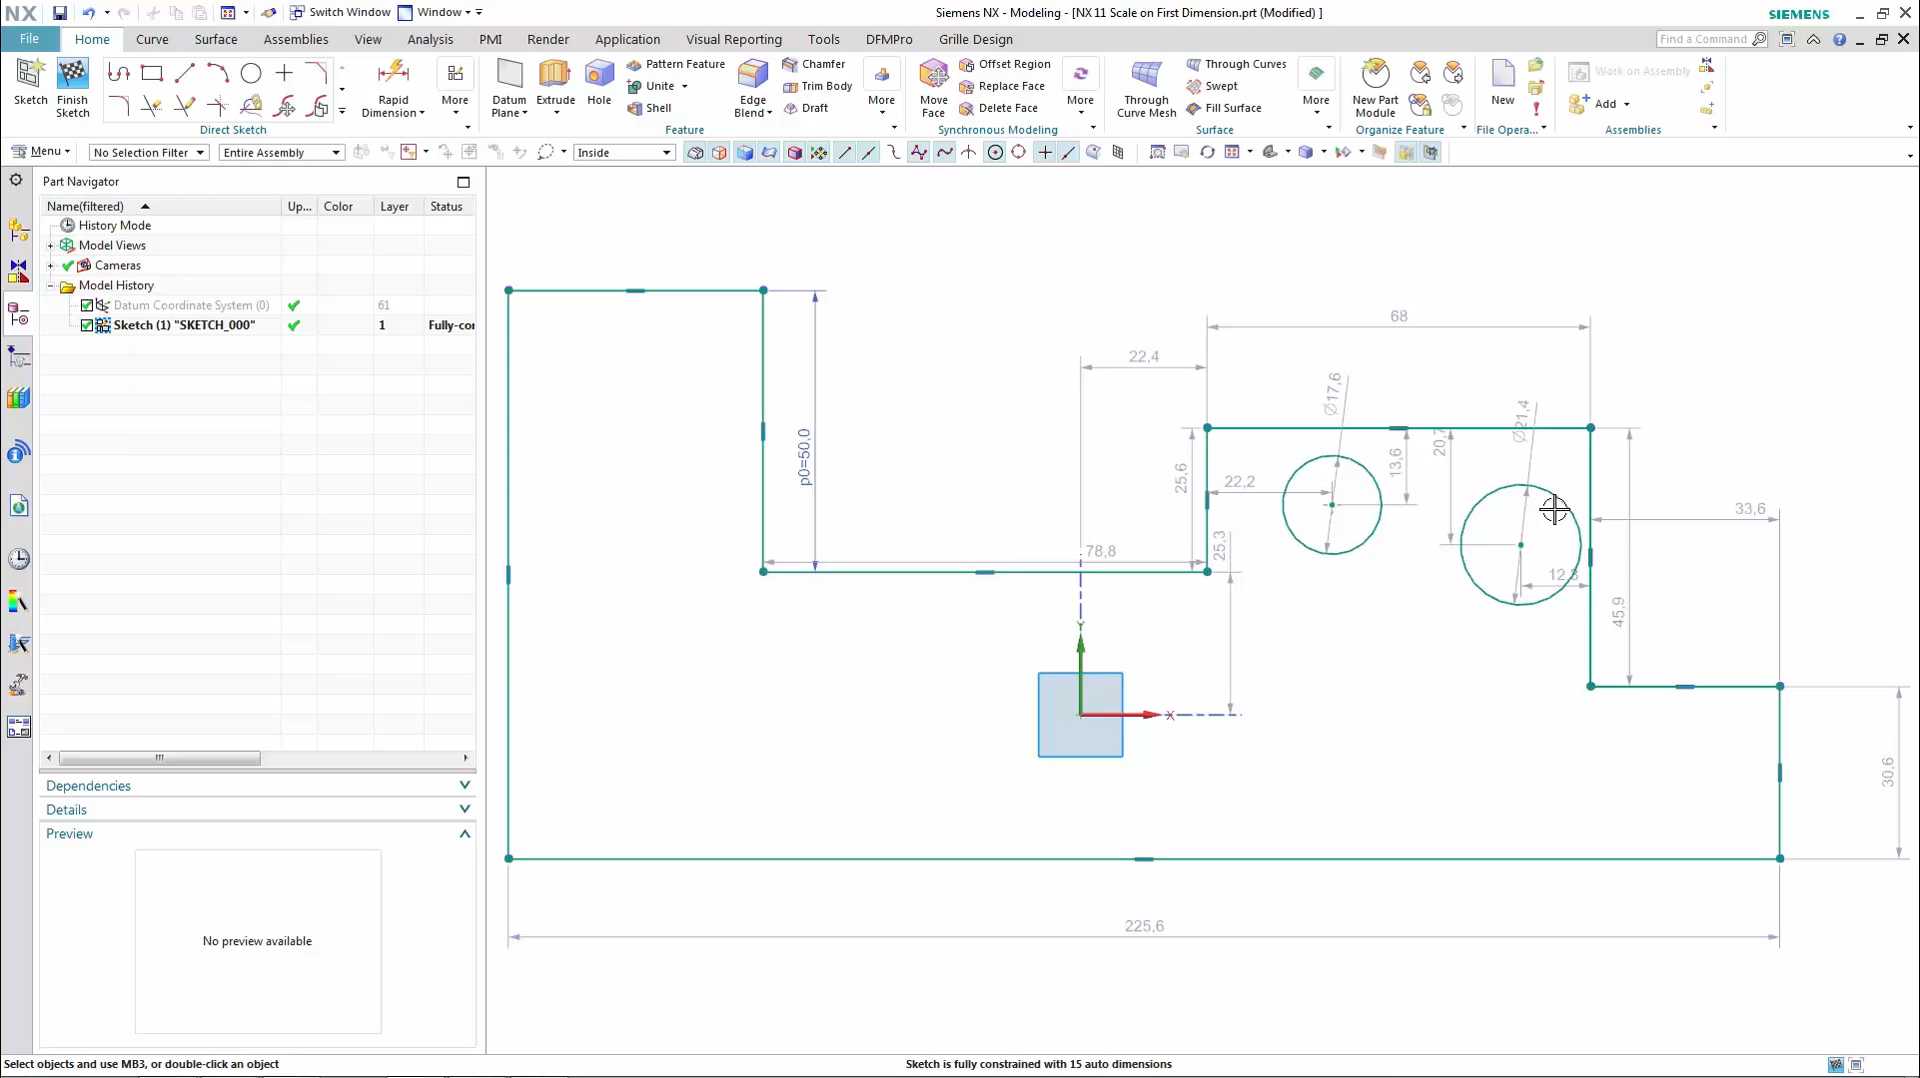 NX
Switch Window
Window
Siemens NX - Modeling - [NX 11 Scale on First Dimension.prt (Modified) ]
SIEMENS
File
Home
Curve
Surface
Assemblies
View
Analysis
PMI
Render
Application
Visual Reporting
Tools
DFMPro
Grille Design
Find a Command
Sketch
Finish Sketch
Direct Sketch
Rapid Dimension
More
Datum Plane
Extrude
Hole
Pattern Feature
Unite
Shell
Edge Blend
Chamfer
Trim Body
Draft
More
Feature
Move Face
Offset Region
Replace Face
Delete Face
More
Synchronous Modeling
Through Curve Mesh
Through Curves
Swept
Fill Surface
More
Surface
New Part Module
Organize Feature
New
File Opera...
Work on Assembly
Add
Assemblies
Menu
No Selection Filter
Entire Assembly
Inside
Part Navigator
Name(filtered)
Up...
Color
Layer
Status
History Mode
Model Views
Cameras
Model History
Datum Coordinate System (0)
61
Sketch (1) "SKETCH_000"
1
Fully-cor
Dependencies
Details
Preview
No preview available
68
22,4
Ø17,6
Ø21,4
p0=50,0
25,6
22,2
13,6
20,7
33,6
78,8
25,3
45,9
Y
X
30,6
225,6
Select objects and use MB3, or double-click an object
Sketch is fully constrained with 15 auto dimensions